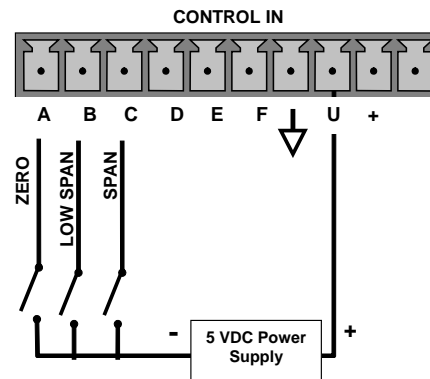 CONTROL IN
A B C D E F U +
ZERO
LOW SPAN
SPAN
- 5 VDC Power +
Supply